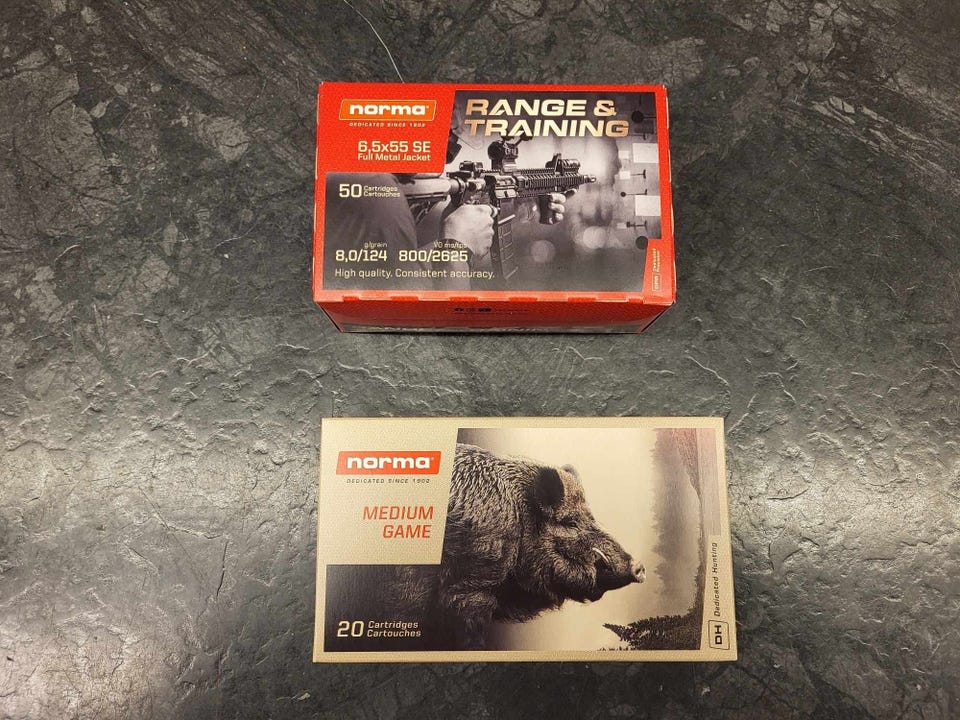 norma
DEDICATED SINCE 1902
RANGE &
TRAINING
6,5x55 SE
Full Metal Jacket
50 Cartridges
Cartouches
g/grain V0 ms/fps
8,0/124 800/2625
High quality. Consistent accuracy.
norma
DEDICATED SINCE 1902
MEDIUM
GAME
20 Cartridges
Cartouches
DH Dedicated Hunting